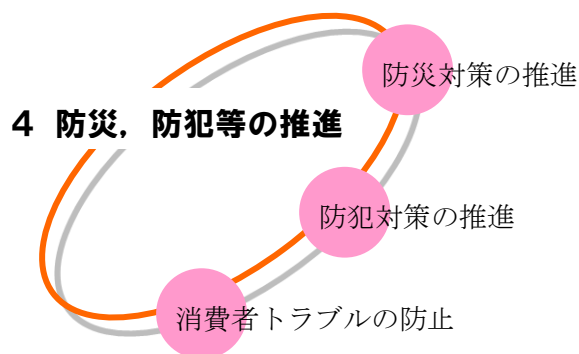 防災対策の推進
4 防災，防犯等の推進
防犯対策の推進
消費者トラブルの防止